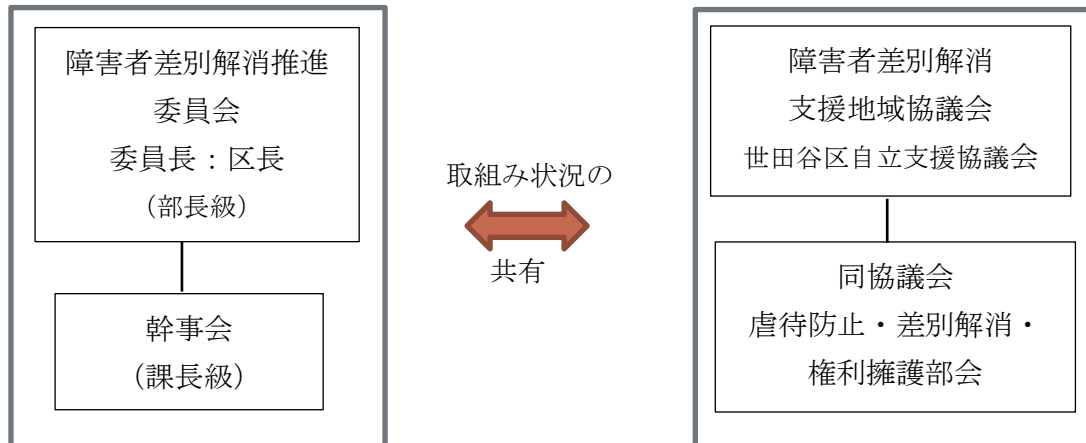 障害者差別解消推進
委員会
委員長：区長
（部長級）
幹事会
（課長級）
取組み状況の
共有
障害者差別解消
支援地域協議会
世田谷区自立支援協議会
同協議会
虐待防止・差別解消・
権利擁護部会